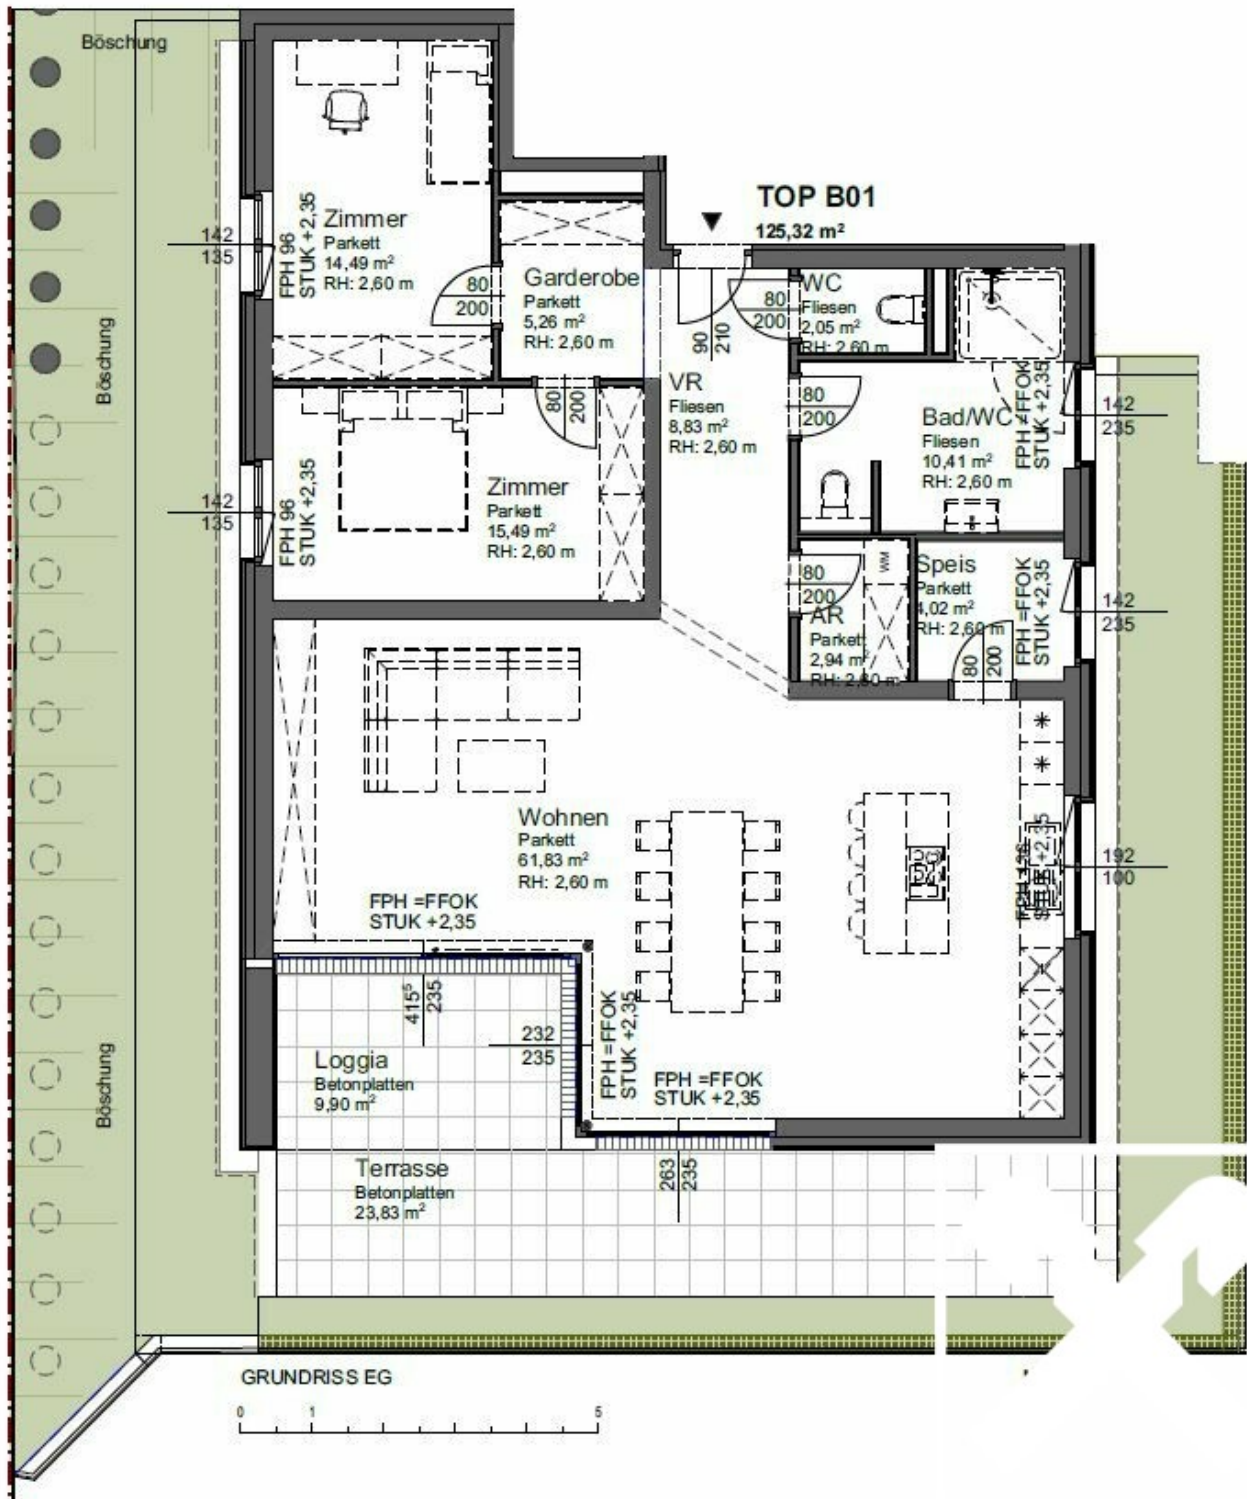 Böschung
TOP B01
125,32 m²
Zimmer
Parkett
14,49 m²
RH: 2,60 m
142
135
FPH 96
STUK +2,35
80
200
Garderobe
Parkett
5,26 m²
RH: 2,60 m
90
210
WC
Fliesen
2,05 m²
RH: 2,60 m
80
200
Böschung
VR
Fliesen
8,83 m²
RH: 2,60 m
80
200
80
200
Bad/WC
Fliesen
10,41 m²
RH: 2,60 m
FPH =FFOK
STUK +2,35
142
235
Zimmer
Parkett
15,49 m²
RH: 2,60 m
142
135
FPH 96
STUK +2,35
80
200
AR
Parkett
2,94 m²
RH: 2,60 m
WM
Speis
Parkett
4,02 m²
RH: 2,60 m
FPH =FFOK
STUK +2,35
142
235
80
200
Wohnen
Parkett
61,83 m²
RH: 2,60 m
192
100
STUK +2,35
FPH =FFOK
STUK +2,35
415⁵
235
232
235
FPH =FFOK
STUK +2,35
FPH =FFOK
STUK +2,35
Loggia
Betonplatten
9,90 m²
Böschung
263
235
Terrasse
Betonplatten
23,83 m²
GRUNDRISS EG
0 1 5